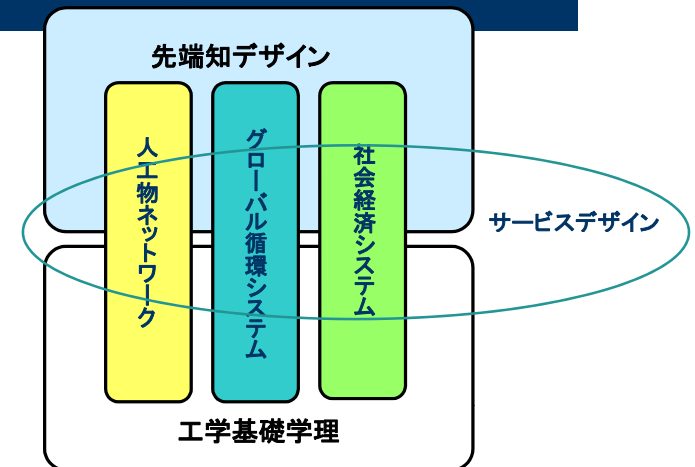 先端知デザイン
人工物ネットワーク
グローバル循環システム
社会経済システム
サービスデザイン
工学基礎学理